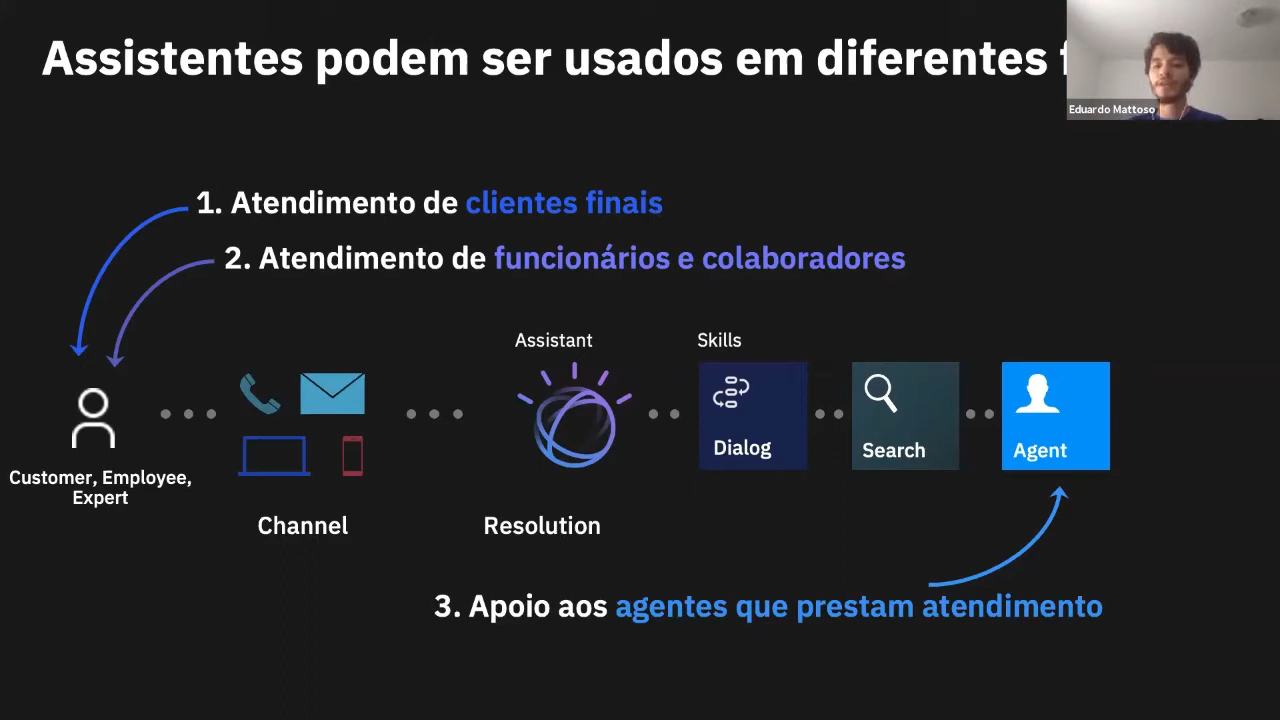 Assistentes podem ser usados em diferentes
Eduardo Mattoso
1. Atendimento de clientes finais
2. Atendimento de funcionários e colaboradores
Assistant
Skills
Dialog
Search
Agent
Customer, Employee,
Expert
Channel
Resolution
3. Apoio aos agentes que prestam atendimento